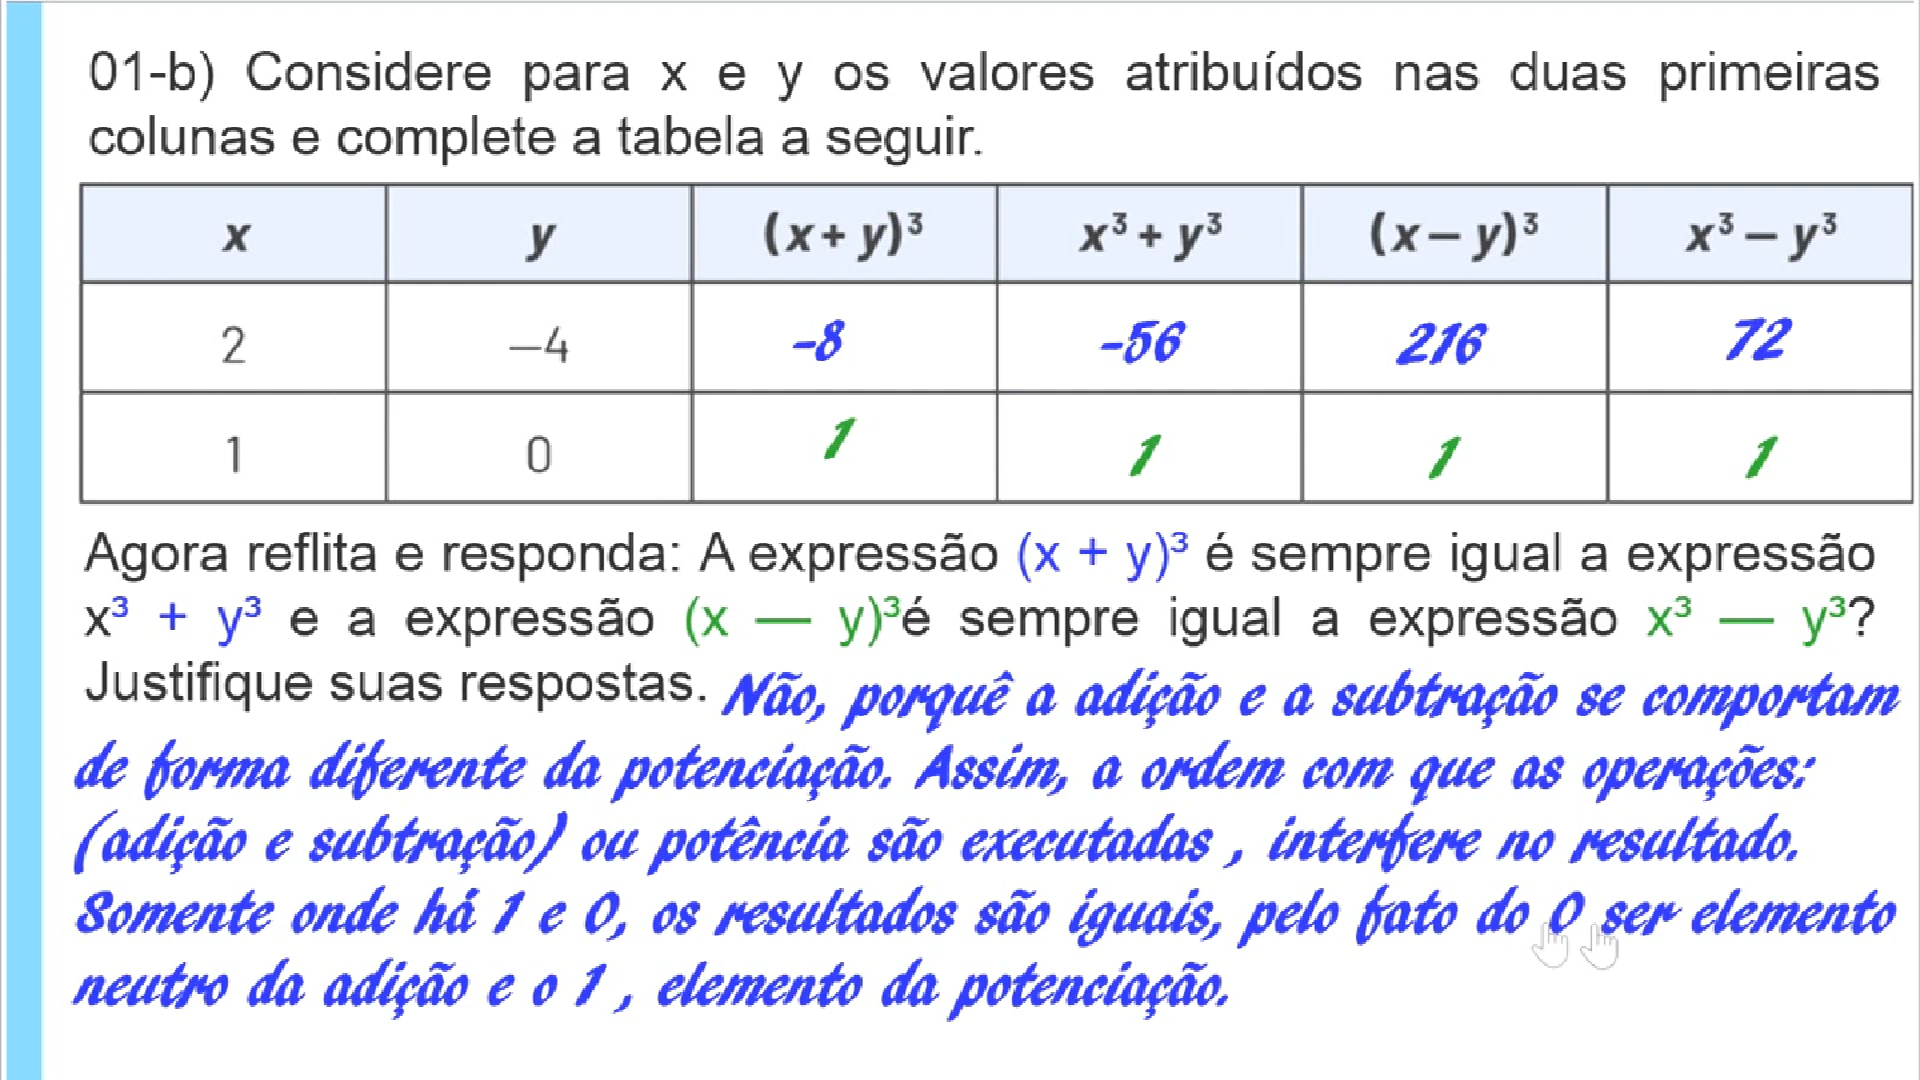 01-b) Considere para x e y os valores atribuídos nas duas primeiras
colunas e complete a tabela a seguir.
x y (x + y)³ x³ + y³ (x − y)³ x³ − y³
2 −4 -8 -56 216 72
1 0 1 1 1 1
Agora reflita e responda: A expressão (x + y)³ é sempre igual a expressão
x³ + y³ e a expressão (x — y)³é sempre igual a expressão x³ — y³?
Justifique suas respostas. Não, porquê a adição e a subtração se comportam
de forma diferente da potenciação. Assim, a ordem com que as operações:
(adição e subtração) ou potência são executadas , interfere no resultado.
Somente onde há 1 e 0, os resultados são iguais, pelo fato do 0 ser elemento
neutro da adição e o 1 , elemento da potenciação.